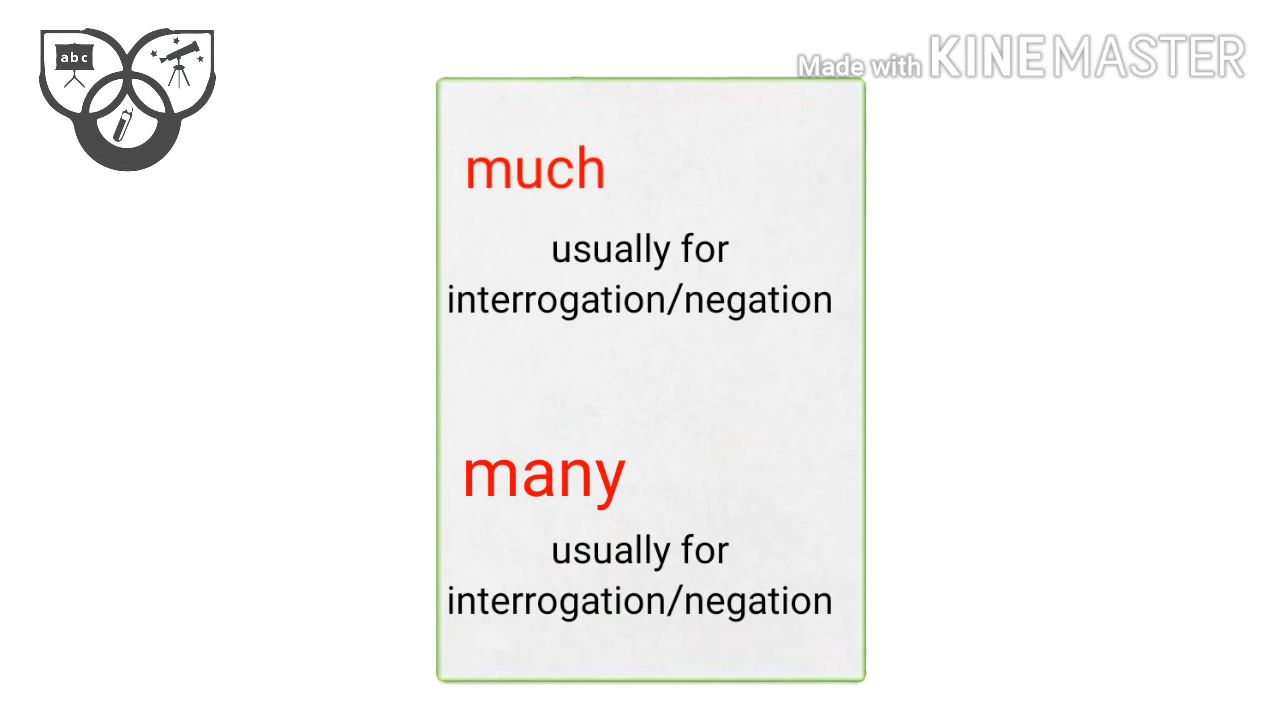 abc
Made with KINEMASTER
much
usually for
interrogation/negation
many
usually for
interrogation/negation